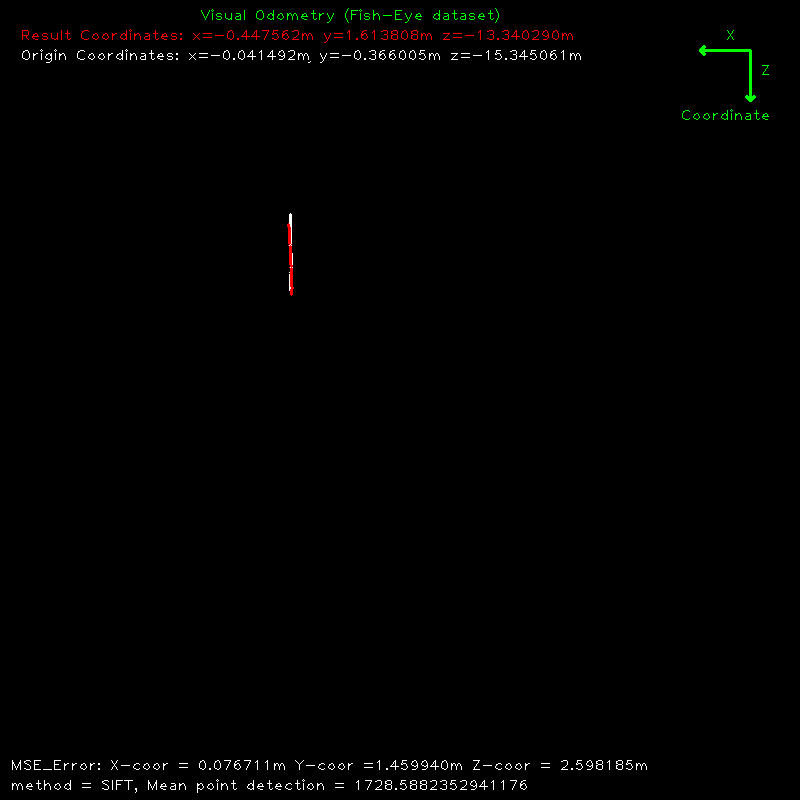 Visual Odometry (Fish-Eye dataset)
Result Coordinates: x=-0.447562m y=1.613808m z=-13.340290m
Origin Coordinates: x=-0.041492m y=-0.366005m z=-15.345061m
X
Z
Coordinate
MSE_Error: X-coor = 0.076711m Y-coor =1.459940m Z-coor = 2.598185m
method = SIFT, Mean point detection = 1728.5882352941176